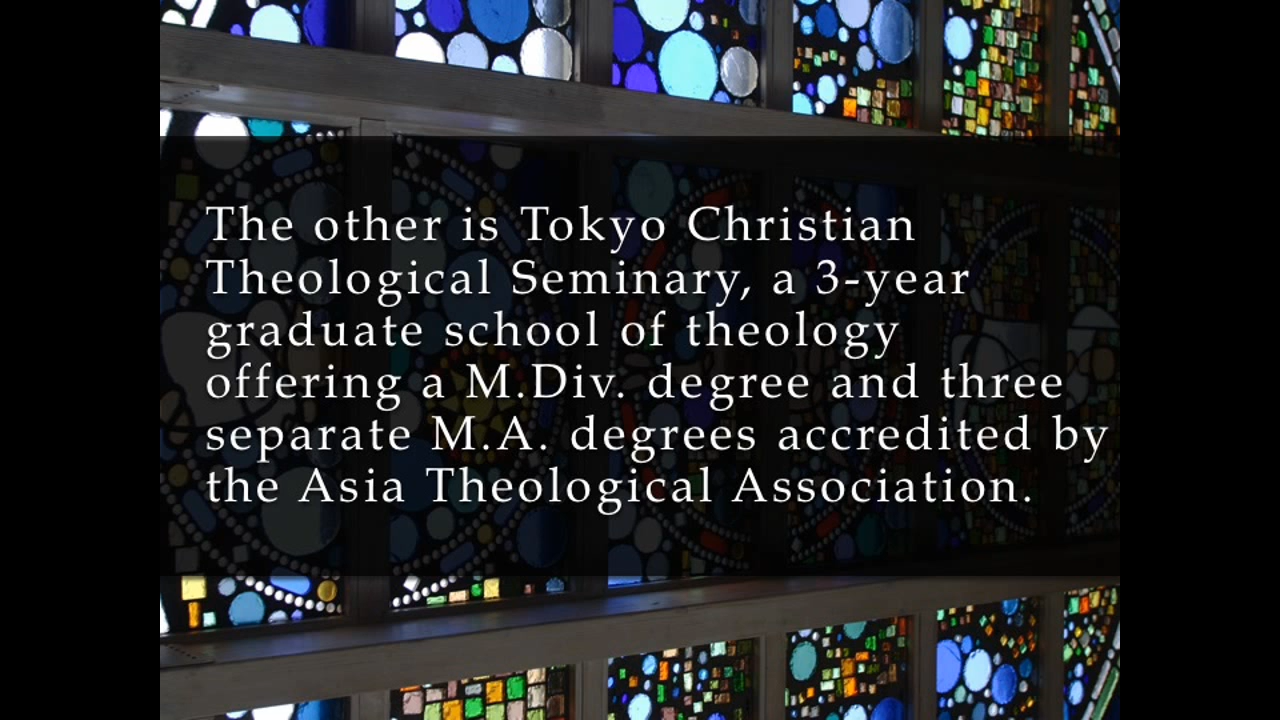 The other is Tokyo Christian
Theological Seminary, a 3-year
graduate school of theology
offering a M.Div. degree and three
separate M.A. degrees accredited by
the Asia Theological Association.